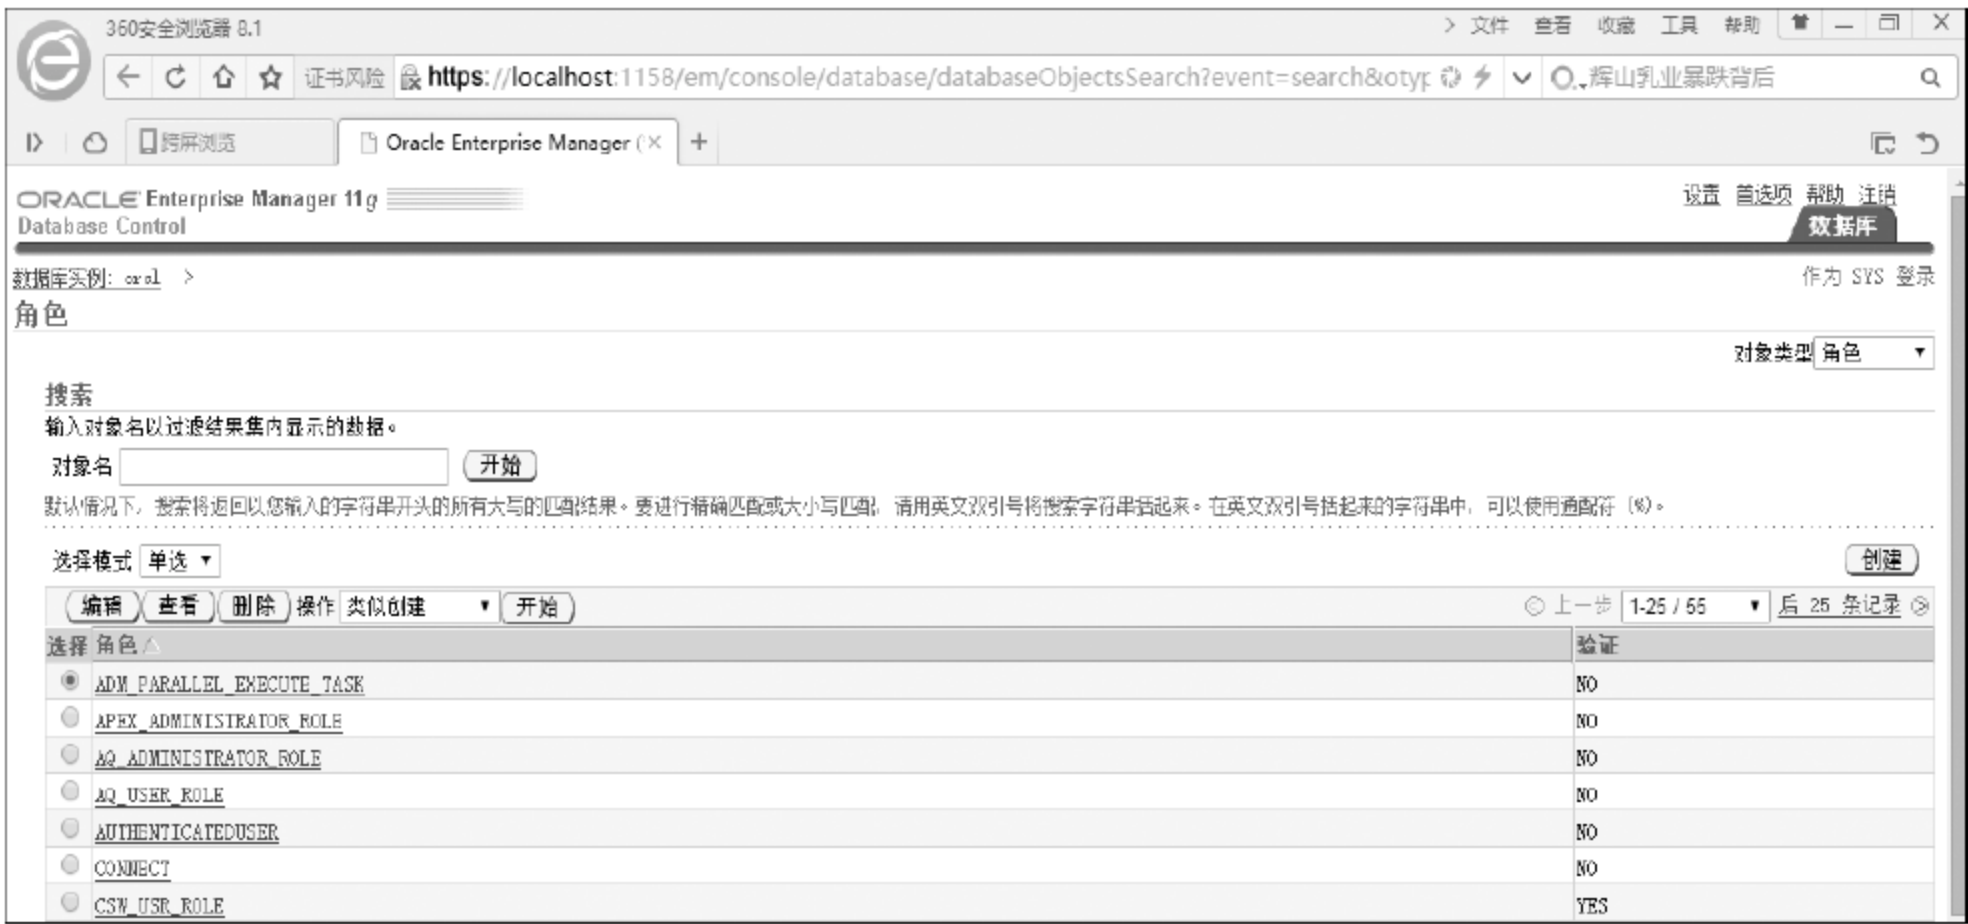 360安全浏览器 8.1 > 文件 查看 收藏 工具 帮助
证书风险 https://localhost:1158/em/console/database/databaseObjectsSearch?event=search&otyp 辉山乳业暴跌背后
跨屏浏览 Oracle Enterprise Manager (
ORACLE Enterprise Manager 11g
Database Control
设置 首选项 帮助 注销
数据库
数据库实例: orcl >
作为 SYS 登录
角色
对象类型 角色
搜索
输入对象名以过滤结果集内显示的数据。
对象名 开始
默认情况下，搜索将返回以您输入的字符串开头的所有大写的匹配结果。要进行精确匹配或大小写匹配，请用英文双引号将搜索字符串括起来。在英文双引号括起来的字符串中，可以使用通配符 (%)。
选择模式 单选 创建
编辑 查看 删除 操作 类似创建 开始 上一步 1-25 / 55 后 25 条记录
选择 角色 验证
ADM_PARALLEL_EXECUTE_TASK NO
APEX_ADMINISTRATOR_ROLE NO
AQ_ADMINISTRATOR_ROLE NO
AQ_USER_ROLE NO
AUTHENTICATEDUSER NO
CONNECT NO
CSW_USR_ROLE YES